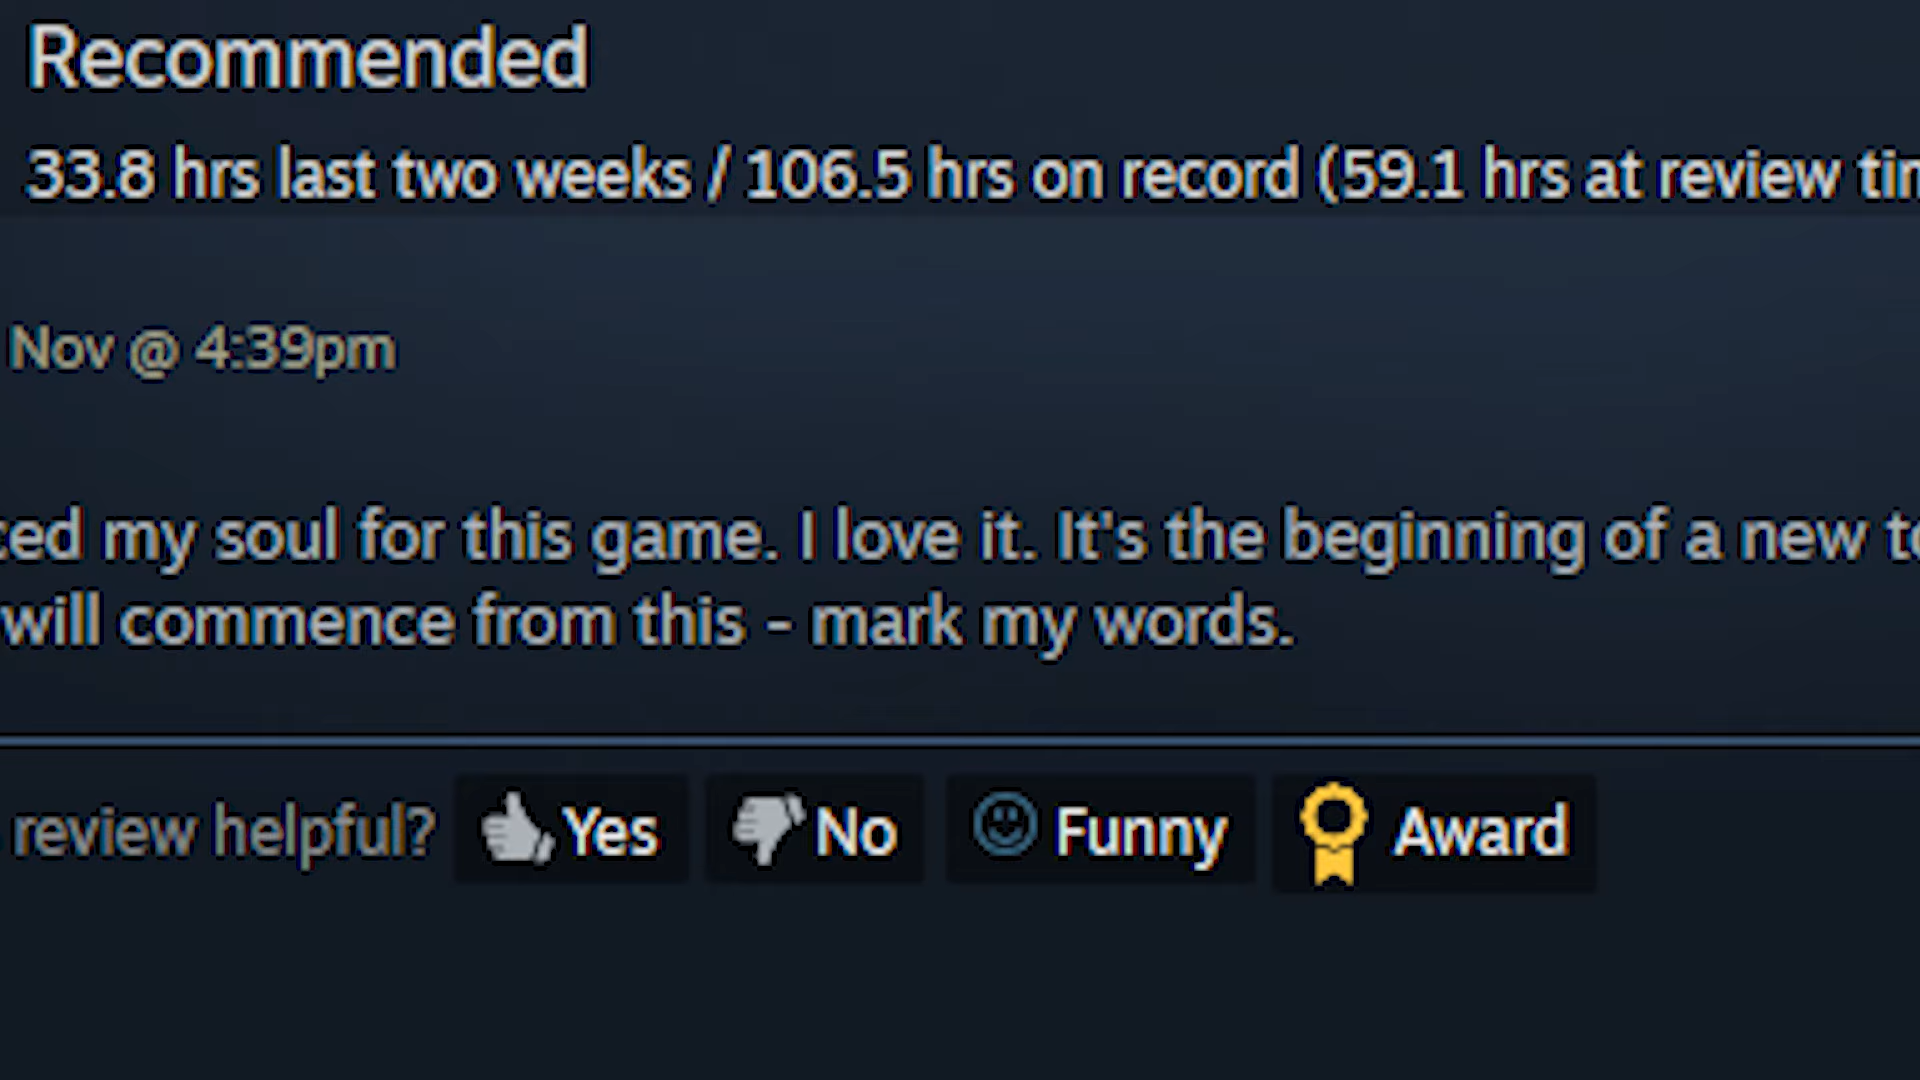 Recommended
33.8 hrs last two weeks / 106.5 hrs on record (59.1 hrs at review
Nov @ 4:39pm
my soul for this game. I love it. It's the beginning of a new
will commence from this - mark my words.
review helpful? Yes No Funny Award